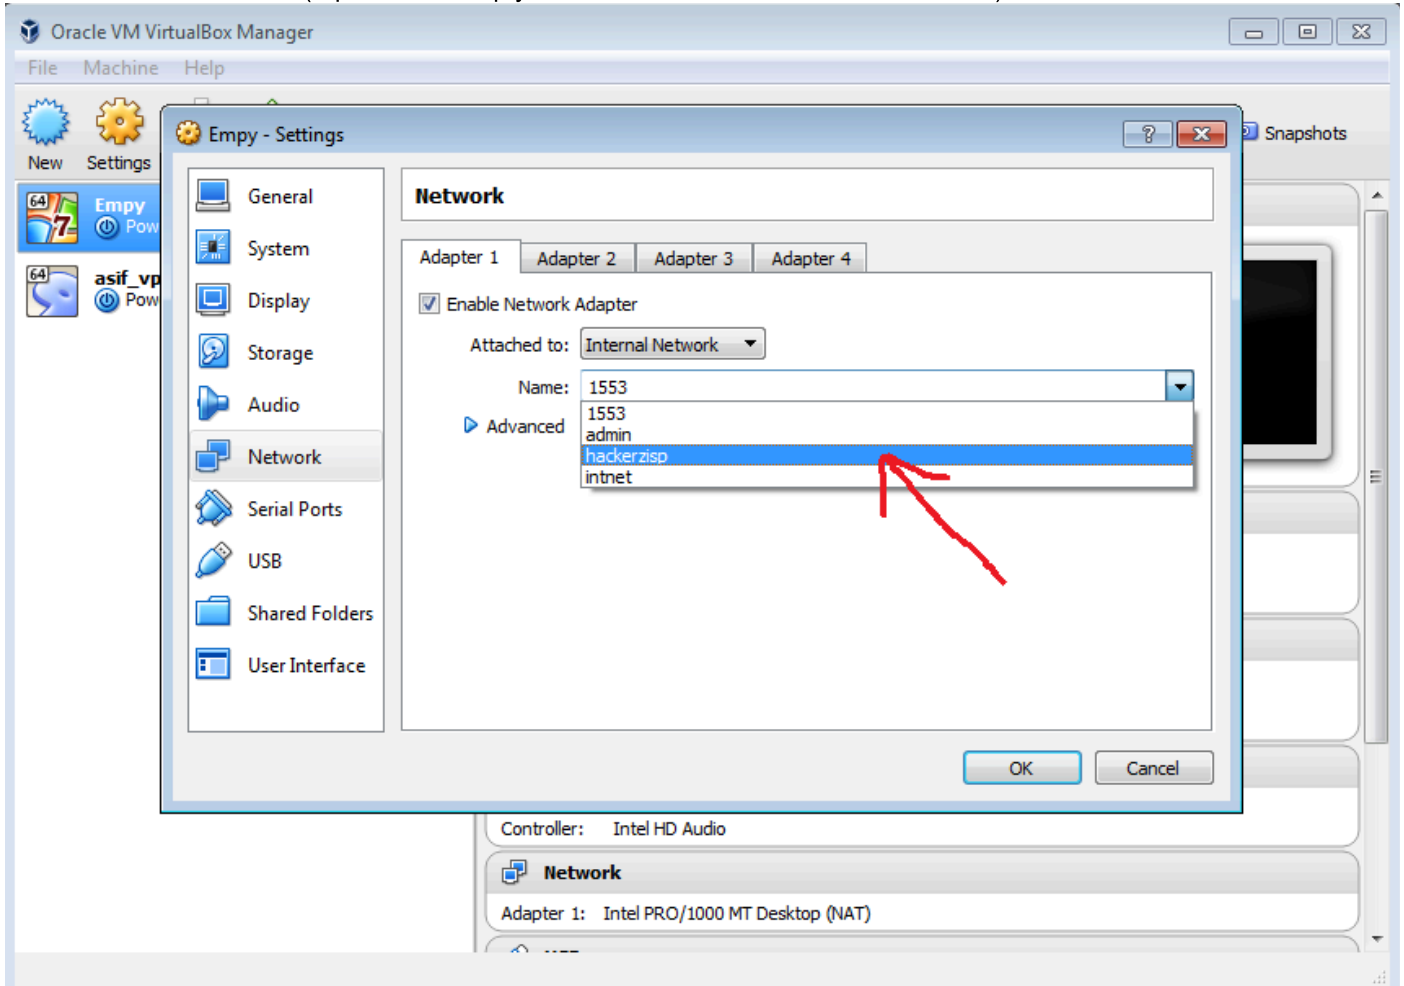 Oracle VM VirtualBox Manager
File Machine Help
New Settings
Snapshots
Empy - Settings
64 Empy
7
64 asif_vp
General
System
Display
Storage
Audio
Network
Serial Ports
USB
Shared Folders
User Interface
Network
Adapter 1 Adapter 2 Adapter 3 Adapter 4
Enable Network Adapter
Attached to: Internal Network
Name: 1553
Advanced
1553
admin
hackerzisp
intnet
OK Cancel
Controller: Intel HD Audio
Network
Adapter 1: Intel PRO/1000 MT Desktop (NAT)